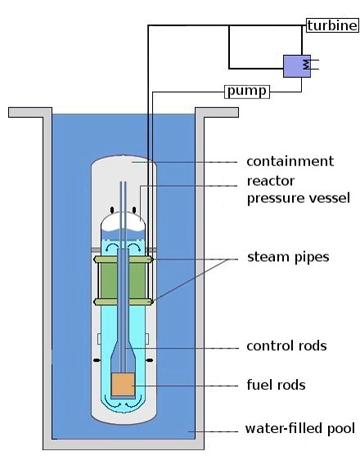 turbine
pump
containment
reactor
pressure vessel
steam pipes
control rods
fuel rods
water-filled pool